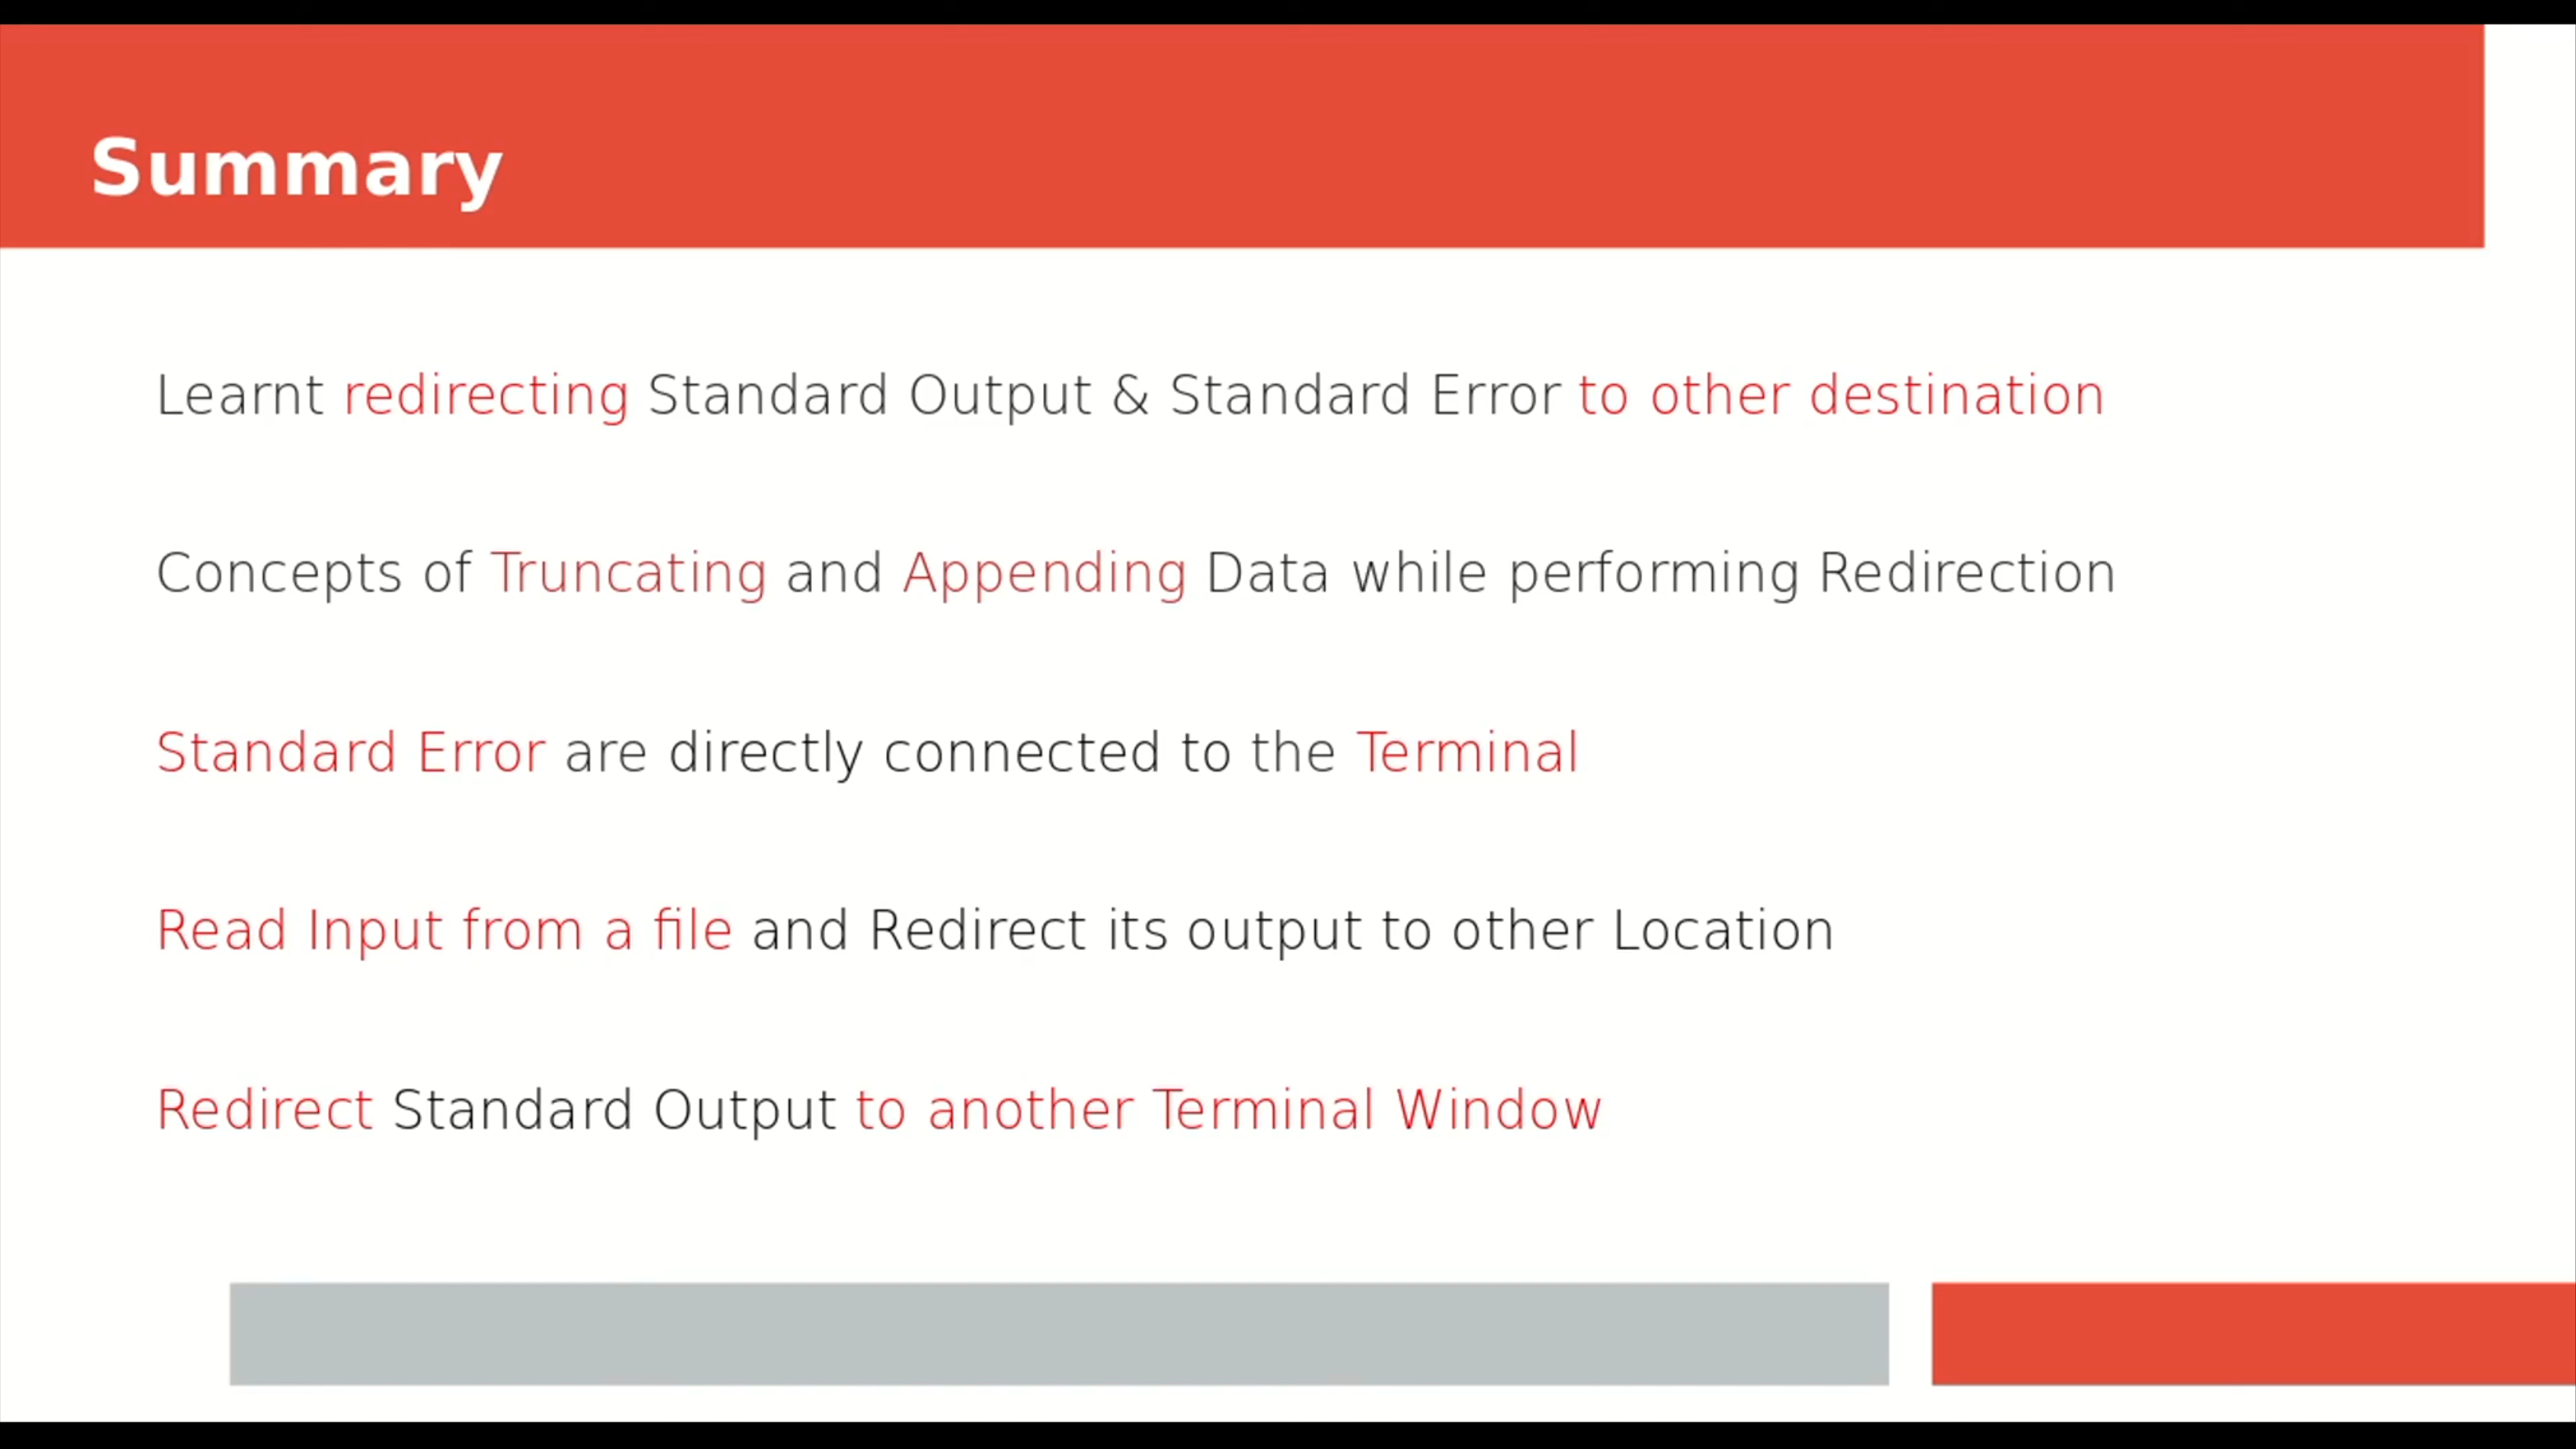 Summary
Learnt redirecting Standard Output & Standard Error to other destination
Concepts of Truncating and Appending Data while performing Redirection
Standard Error are directly connected to the Terminal
Read Input from a file and Redirect its output to other Location
Redirect Standard Output to another Terminal Window